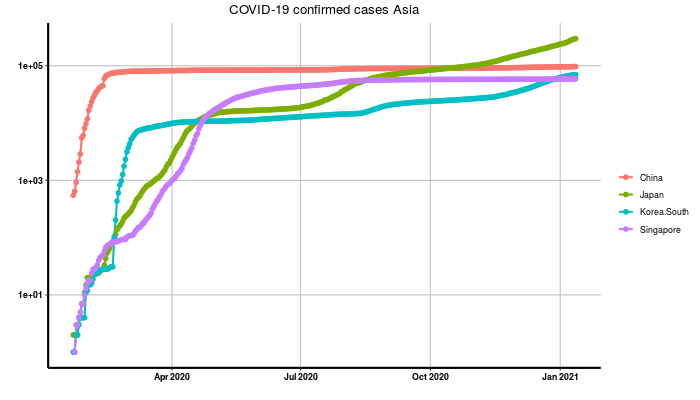 COVID-19 confirmed cases Asia
1e+05
1e+03
1e+01
Apr 2020 Jul 2020 Oct 2020 Jan 2021
China
Japan
Korea.South
Singapore